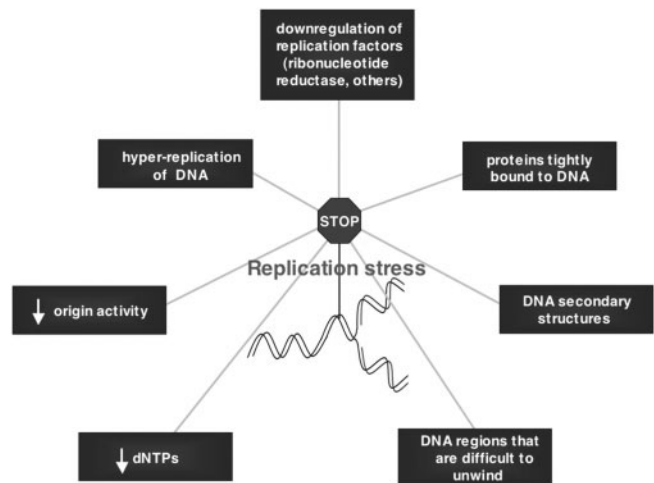 downregulation of
replication factors
(ribonucleotide
reductase, others)
hyper-replication
of DNA
proteins tightly
bound to DNA
STOP
Replication stress
↓ origin activity
DNA secondary
structures
↓ dNTPs
DNA regions that
are difficult to
unwind